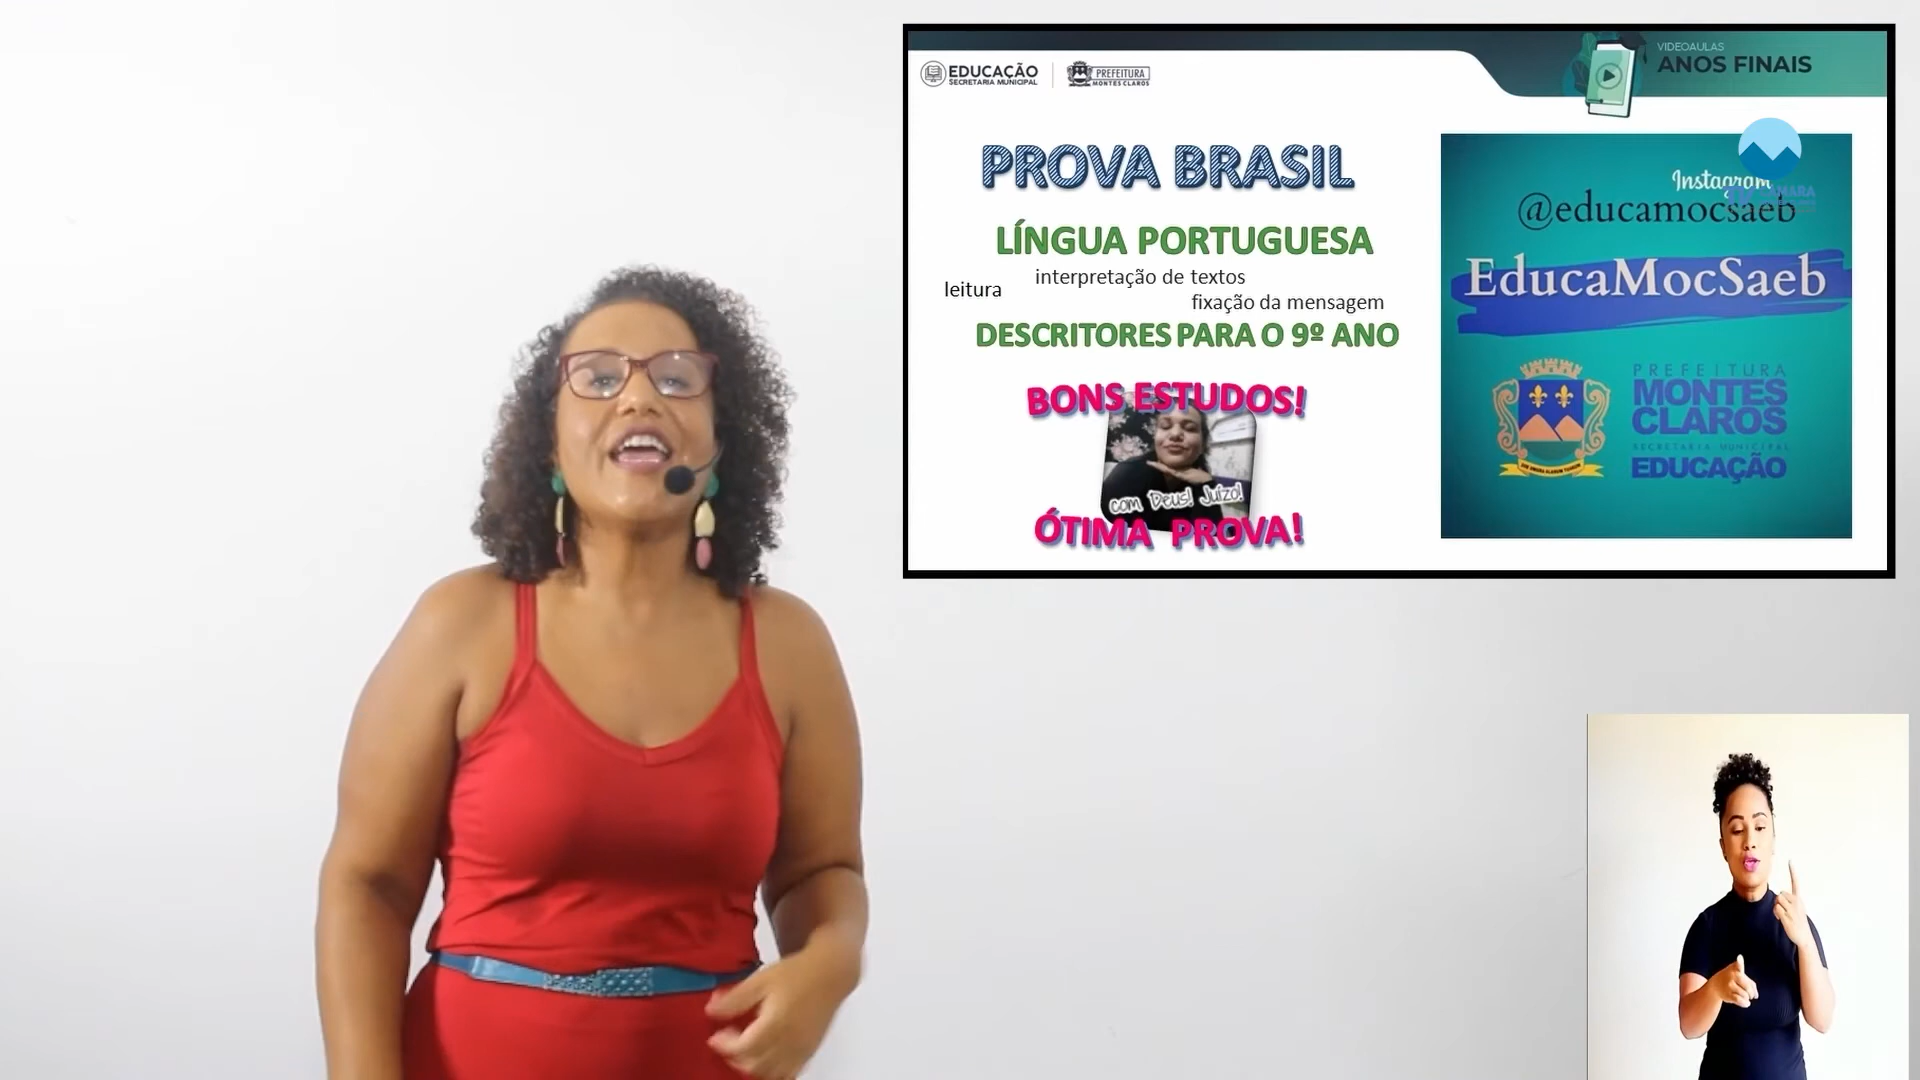 EDUCAÇÃO
SECRETARIA MUNICIPAL
PREFEITURA
MONTES CLAROS
VIDEOAULAS
ANOS FINAIS
PROVA BRASIL
LÍNGUA PORTUGUESA
interpretação de textos
leitura
fixação da mensagem
DESCRITORES PARA O 9º ANO
BONS ESTUDOS!
com Deus! Juízo!
ÓTIMA PROVA!
Instagram
@educamocsaeb
EducaMocSaeb
PREFEITURA
MONTES
CLAROS
SECRETARIA MUNICIPAL
EDUCAÇÃO